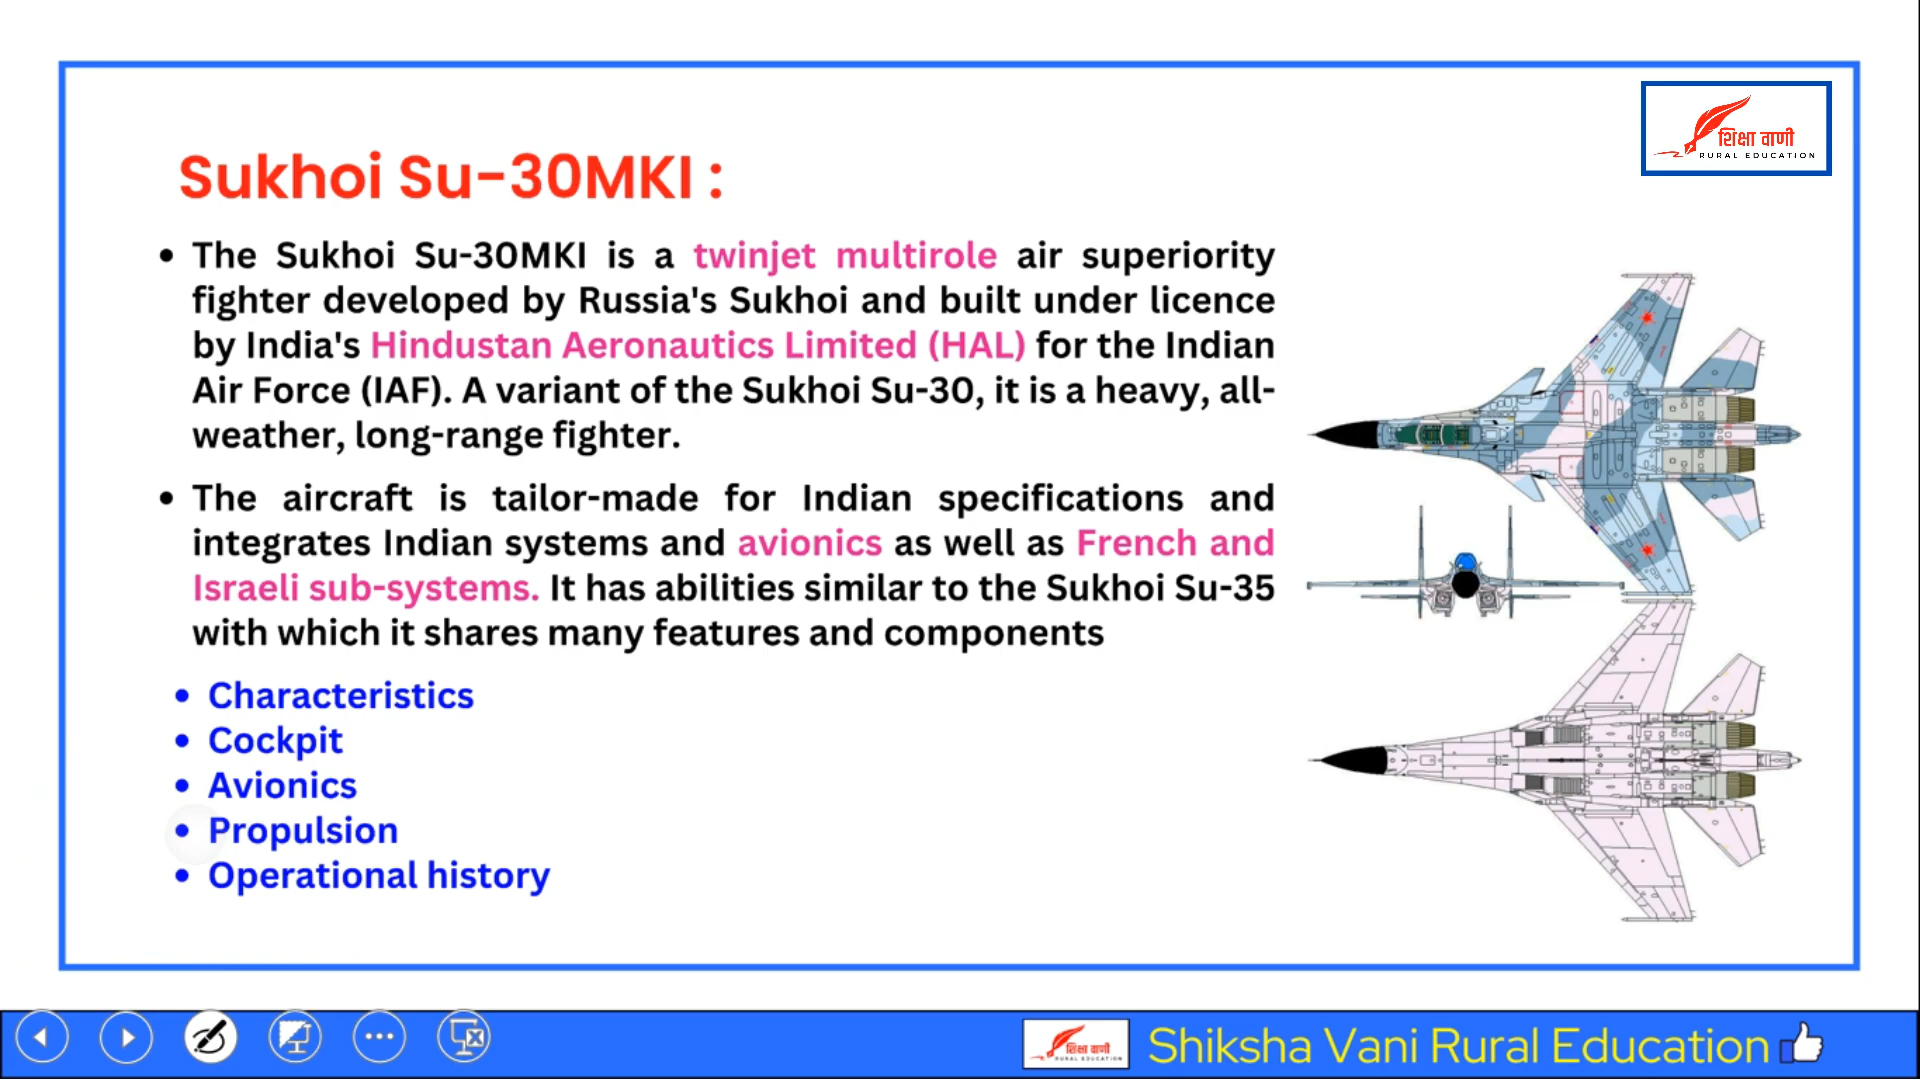 शिक्षा वाणी
RURAL EDUCATION
Sukhoi Su-30MKI :
• The Sukhoi Su-30MKI is a twinjet multirole air superiority
fighter developed by Russia's Sukhoi and built under licence
by India's Hindustan Aeronautics Limited (HAL) for the Indian
Air Force (IAF). A variant of the Sukhoi Su-30, it is a heavy, all-
weather, long-range fighter.
• The aircraft is tailor-made for Indian specifications and
integrates Indian systems and avionics as well as French and
Israeli sub-systems. It has abilities similar to the Sukhoi Su-35
with which it shares many features and components
• Characteristics
• Cockpit
• Avionics
• Propulsion
• Operational history
शिक्षा वाणी
RURAL EDUCATION
Shiksha Vani Rural Education